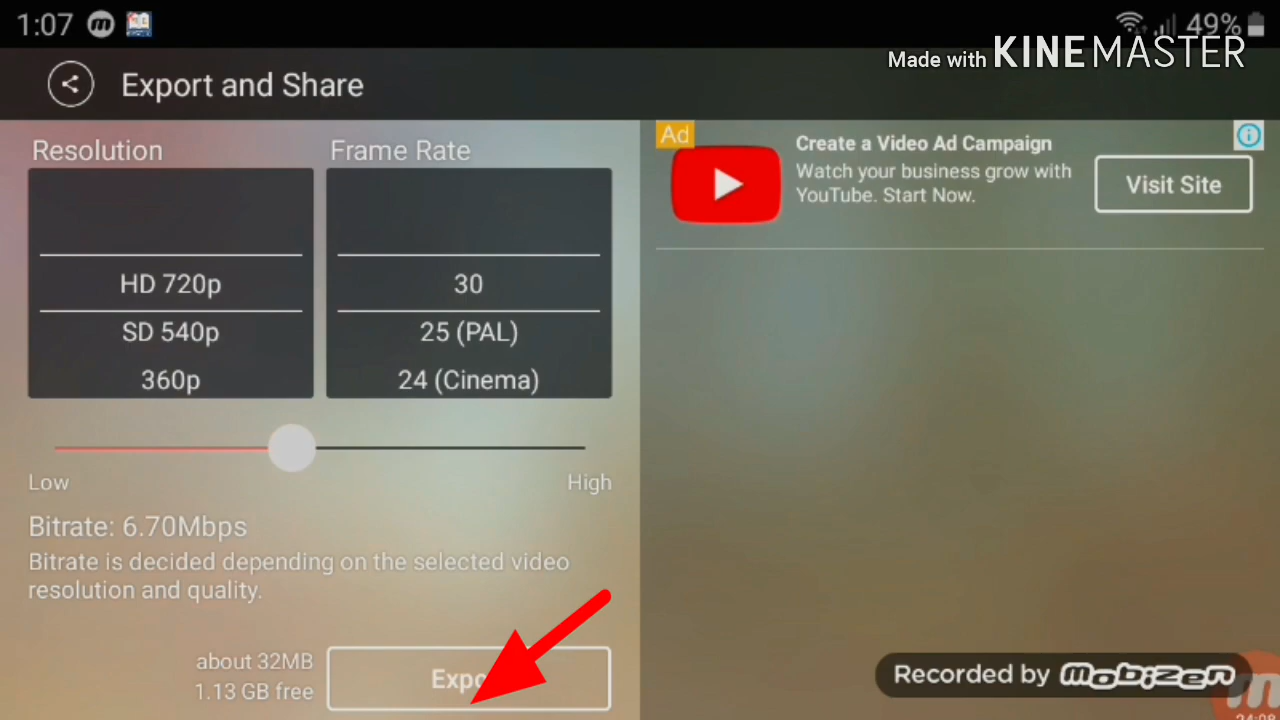 1:07
49%
Made with KINEMASTER
Export and Share
Resolution
Frame Rate
HD 720p
SD 540p
360p
30
25 (PAL)
24 (Cinema)
Low
High
Bitrate: 6.70Mbps
Bitrate is decided depending on the selected video
resolution and quality.
about 32MB
1.13 GB free
Expo
Ad
Create a Video Ad Campaign
Watch your business grow with
YouTube. Start Now.
Visit Site
Recorded by mobizen